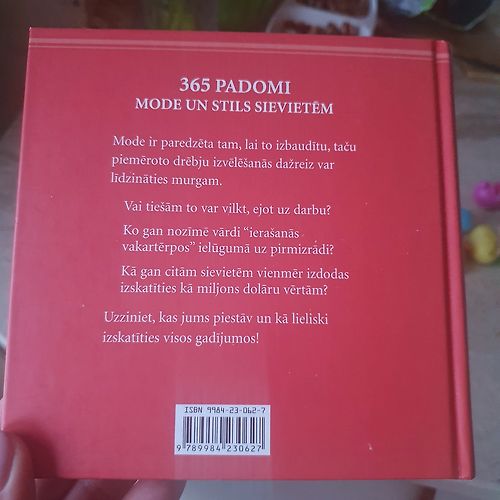 365 PADOMI
MODE UN STILS SIEVIETĒM
Mode ir paredzēta tam, lai to izbaudītu, taču
piemēroto drēbju izvēlēšanās dažreiz var
līdzināties murgam.
Vai tiešām to var vilkt, ejot uz darbu?
Ko gan nozīmē vārdi “ierašanās
vakartērpos” ielūgumā uz pirmizrādi?
Kā gan citām sievietēm vienmēr izdodas
izskatīties kā miljons dolāru vērtām?
Uzziniet, kas jums piestāv un kā lieliski
izskatīties visos gadījumos!
ISBN 9984-23-062-7
9 789984 230627